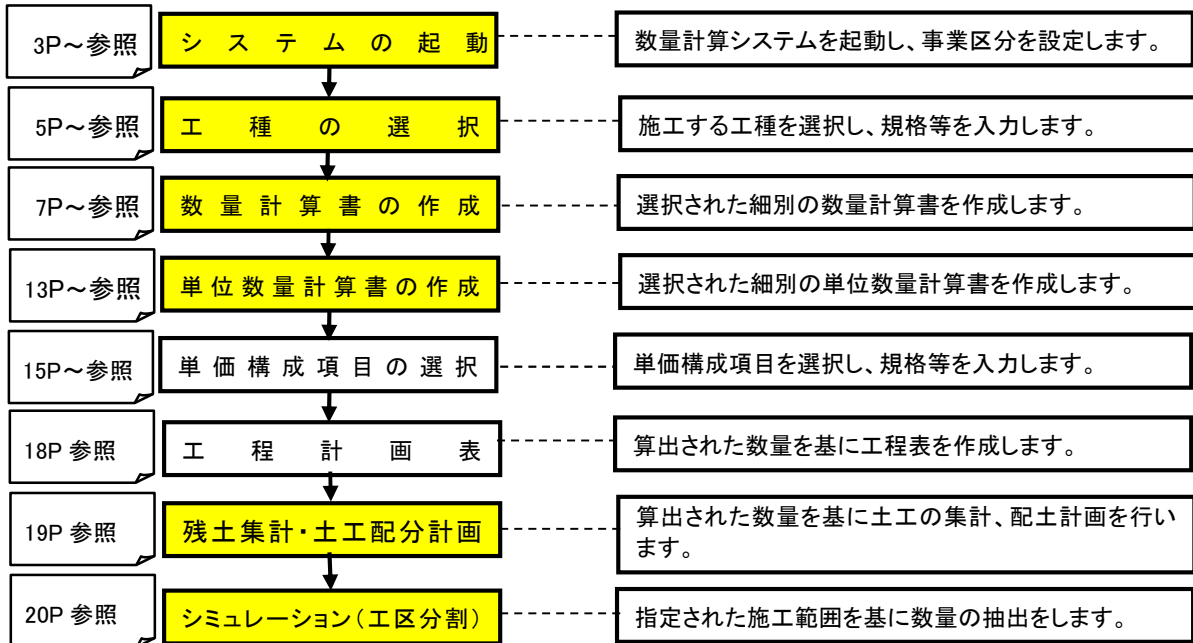 3P～参照
システムの起動
数量計算システムを起動し、事業区分を設定します。
5P～参照
工種の選択
施工する工種を選択し、規格等を入力します。
7P～参照
数量計算書の作成
選択された細別の数量計算書を作成します。
13P～参照
単位数量計算書の作成
選択された細別の単位数量計算書を作成します。
15P～参照
単価構成項目の選択
単価構成項目を選択し、規格等を入力します。
18P 参照
工程計画表
算出された数量を基に工程表を作成します。
19P 参照
残土集計・土工配分計画
算出された数量を基に土工の集計、配土計画を行い
ます。
20P 参照
シミュレーション（工区分割）
指定された施工範囲を基に数量の抽出をします。